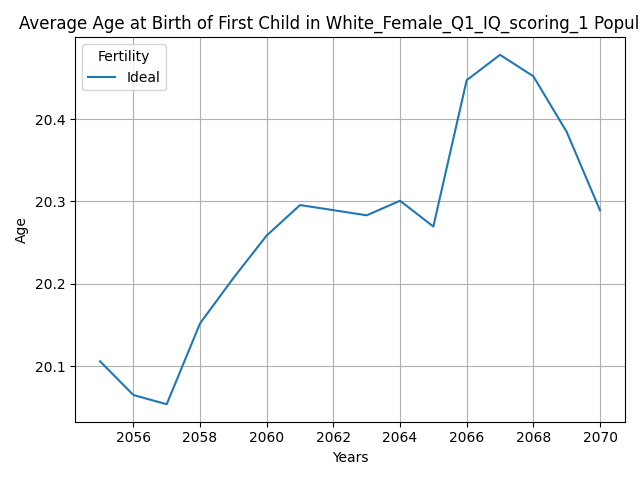 Average Age at Birth of First Child in White_Female_Q1_IQ_scoring_1 Popul
Fertility
Ideal
Age
20.4
20.3
20.2
20.1
2056 2058 2060 2062 2064 2066 2068 2070
Years